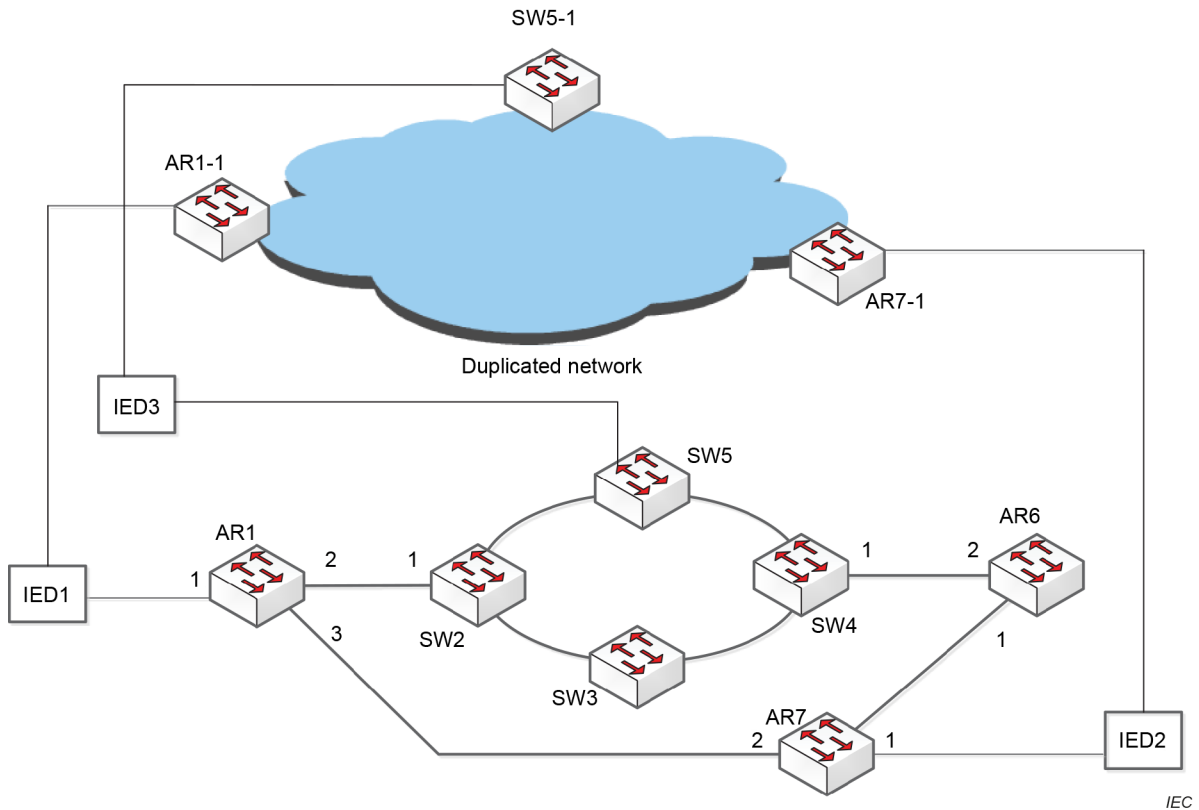 SW5-1
AR1-1
AR7-1
Duplicated network
IED3
SW5
AR1
AR6
2
1
1
2
1
IED1
SW2
SW4
3
1
SW3
AR7
2
1
IED2
IEC